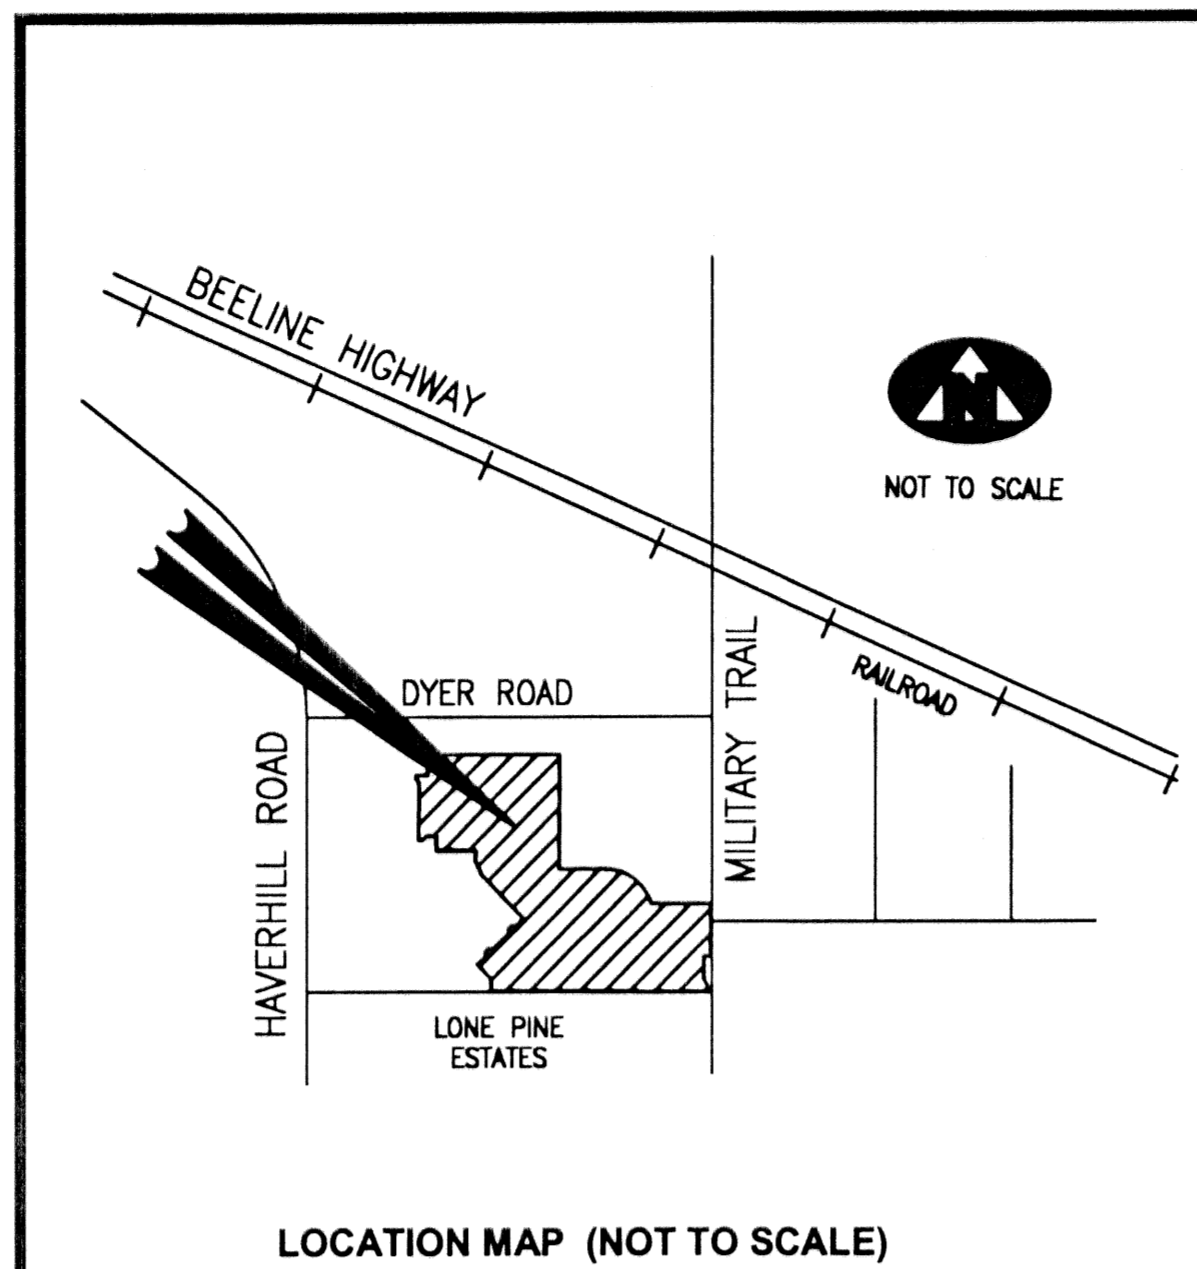 BEELINE HIGHWAY
N
NOT TO SCALE
MILITARY TRAIL
RAILROAD
DYER ROAD
HAVERHILL ROAD
LONE PINE
ESTATES
LOCATION MAP (NOT TO SCALE)